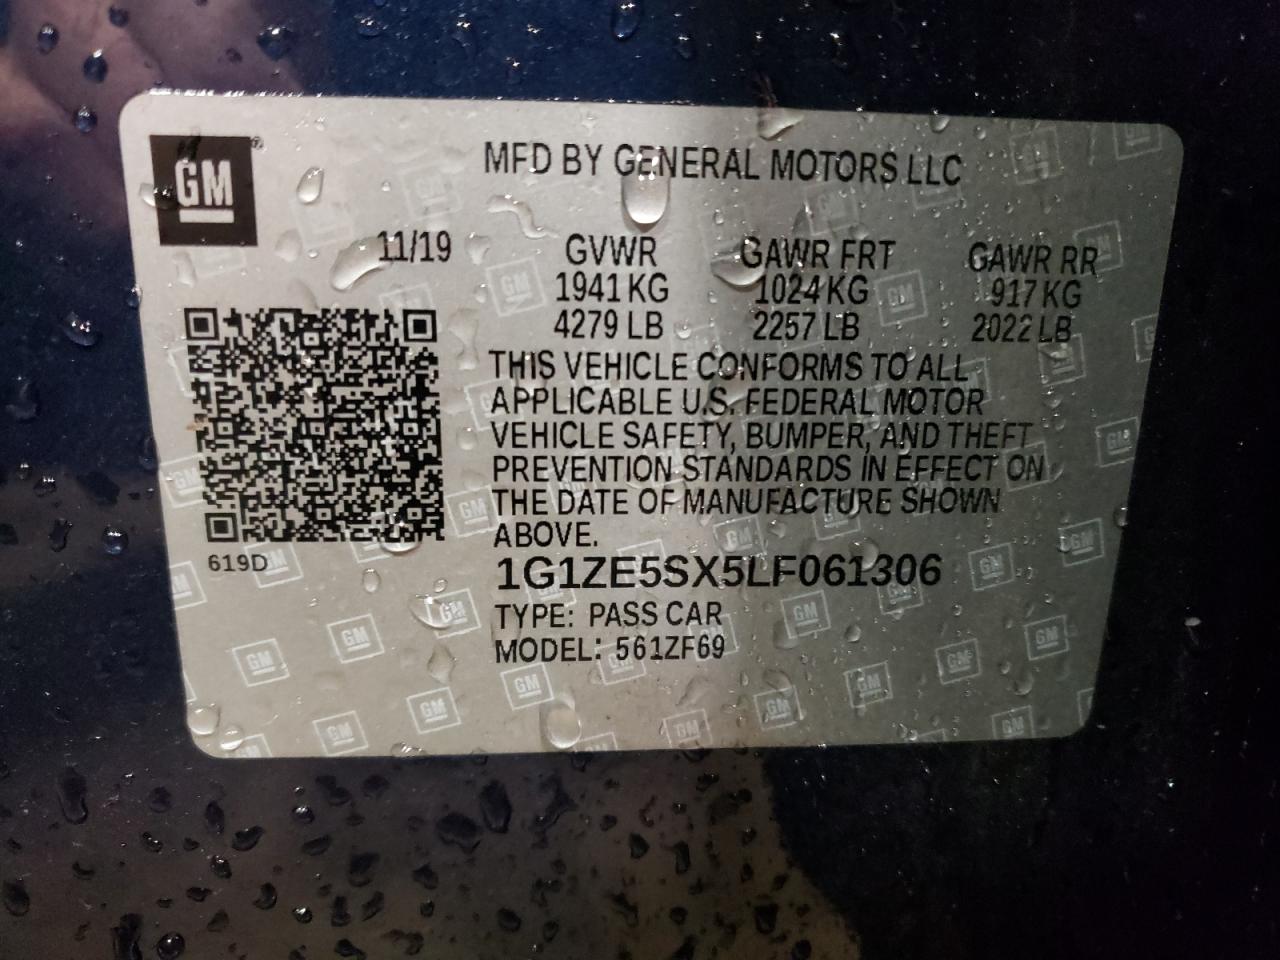 GM
MFD BY GENERAL MOTORS LLC
11/19 GVWR GAWR FRT GAWR RR
1941 KG 1024 KG 917 KG
4279 LB 2257 LB 2022 LB
THIS VEHICLE CONFORMS TO ALL
APPLICABLE U.S. FEDERAL MOTOR
VEHICLE SAFETY, BUMPER, AND THEFT
PREVENTION STANDARDS IN EFFECT ON
THE DATE OF MANUFACTURE SHOWN
ABOVE.
619D
1G1ZE5SX5LF061306
TYPE: PASS CAR
MODEL: 561ZF69